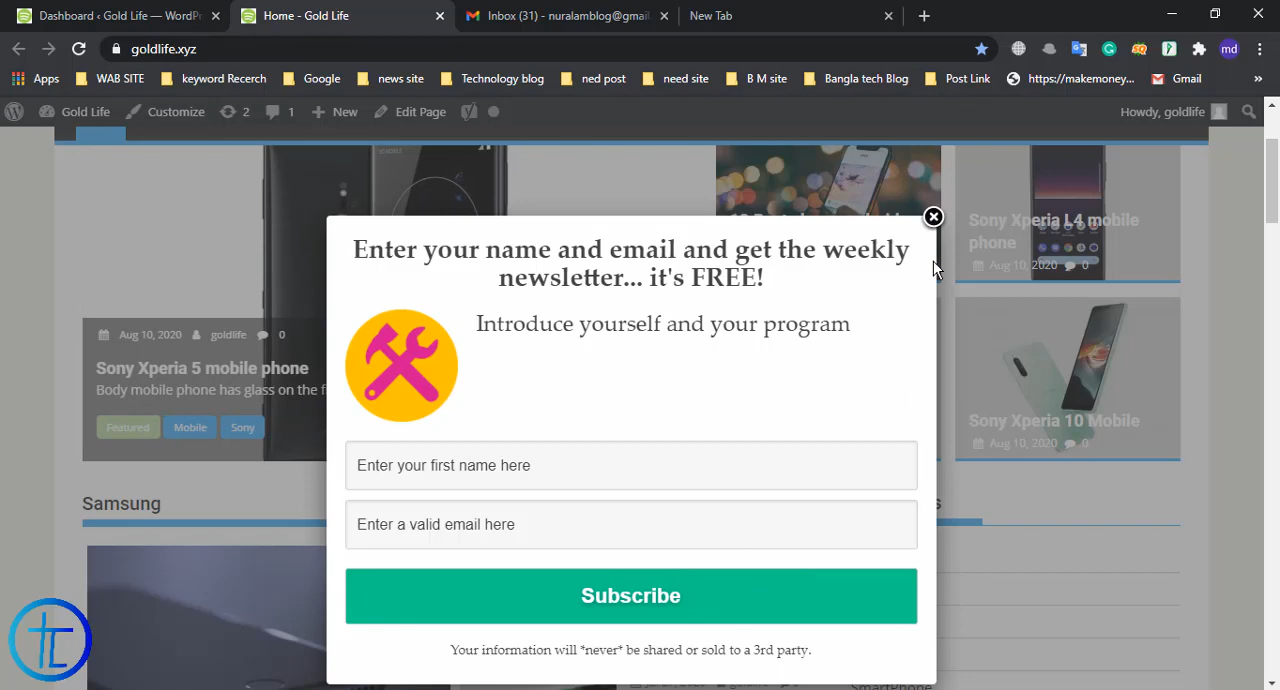 Dashboard ‹ Gold Life — WordPr
Home - Gold Life
Inbox (31) - nuralamblog@gmail.
New Tab
goldlife.xyz
md
Apps
WAB SITE
keyword Recerch
Google
news site
Technology blog
ned post
need site
B M site
Bangla tech Blog
Post Link
https://makemoney...
Gmail
»
Gold Life
Customize
2
1
New
Edit Page
Howdy, goldlife
Sony Xperia L4 mobile
phone
Aug 10, 2020 0
Enter your name and email and get the weekly
newsletter... it's FREE!
Introduce yourself and your program
Aug 10, 2020 goldlife 0
Sony Xperia 5 mobile phone
Body mobile phone has glass on the f
Featured
Mobile
Sony
Sony Xperia 10 Mobile
Aug 10, 2020 0
Enter your first name here
Samsung
s
Enter a valid email here
Subscribe
Your information will *never* be shared or sold to a 3rd party.